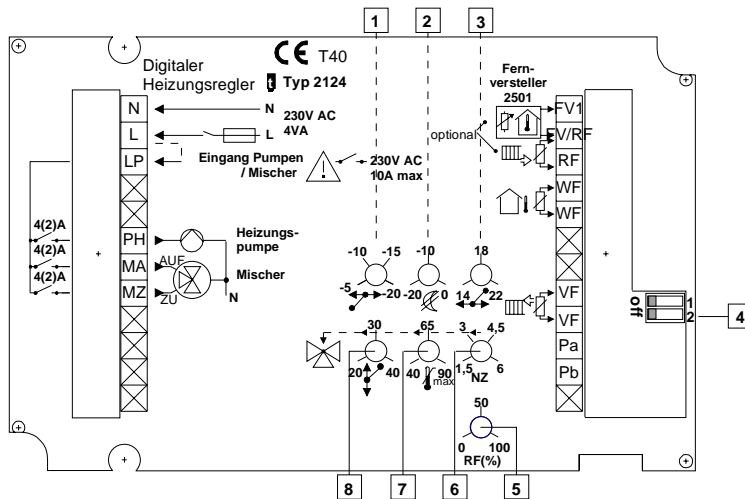 1 2 3
CE T40
Digitaler
Heizungsregler t Typ 2124
Fern-
versteller
2501
N
N
230V AC
4VA
L
L
LP
Eingang Pumpen
/ Mischer
230V AC
10A max
optional
FV1
FV/RF
RF
WF
WF
4(2)A
4(2)A
4(2)A
PH
MA
MZ
AUF
ZU
Heizungs-
pumpe
Mischer
N
-10 -15
-5 -20
-10
-20 0
18
14 22
VF
VF
Pa
Pb
off
1
2
4
30
20 40
65
40 90
max
3 4,5
1,5 6
NZ
50
0 100
RF(%)
8 7 6 5